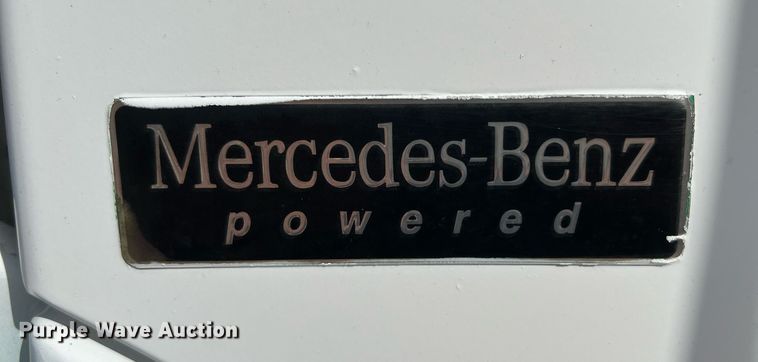 Mercedes-Benz
powered
Purple Wave Auction